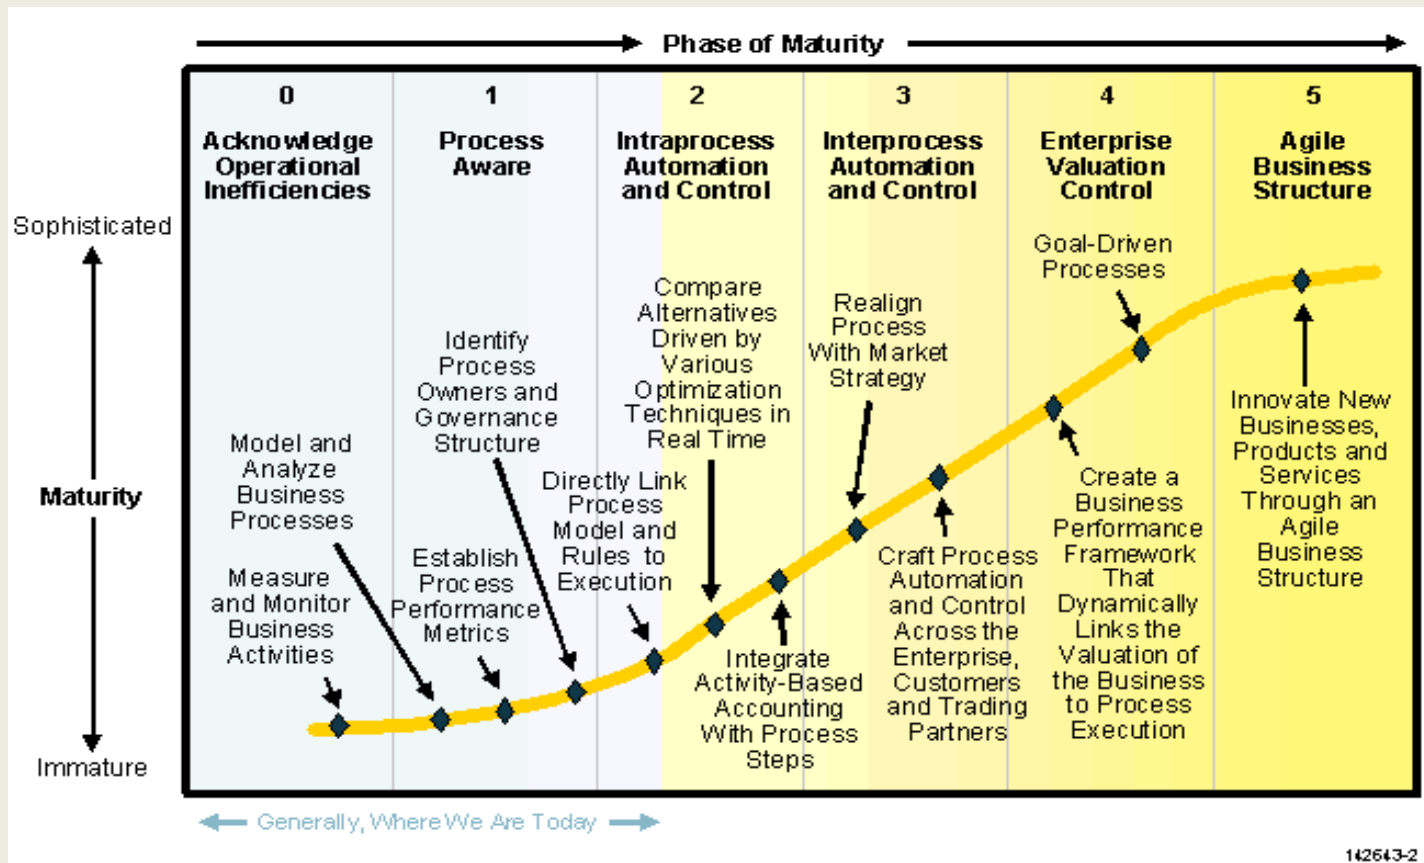 Phase of Maturity
0
Acknowledge
Operational
Inefficiencies
1
Process
Aware
2
Intraprocess
Automation
and Control
3
Interprocess
Automation
and Control
4
Enterprise
Valuation
Control
5
Agile
Business
Structure
Sophisticated
Maturity
Immature
Measure
and Monitor
Business
Activities
Model and
Analyze
Business
Processes
Establish
Process
Performance
Metrics
Identify
Process
Owners and
Governance
Structure
Directly Link
Process
Model and
Rules to
Execution
Compare
Alternatives
Driven by
Various
Optimization
Techniques in
Real Time
Integrate
Activity-Based
Accounting
With Process
Steps
Realign
Process
With Market
Strategy
Craft Process
Automation
and Control
Across the
Enterprise,
Customers
and Trading
Partners
Create a
Business
Performance
Framework
That
Dynamically
Links the
Valuation of
the Business
to Process
Execution
Goal-Driven
Processes
Innovate New
Businesses,
Products and
Services
Through an
Agile
Business
Structure
Generally, Where We Are Today
142643-2